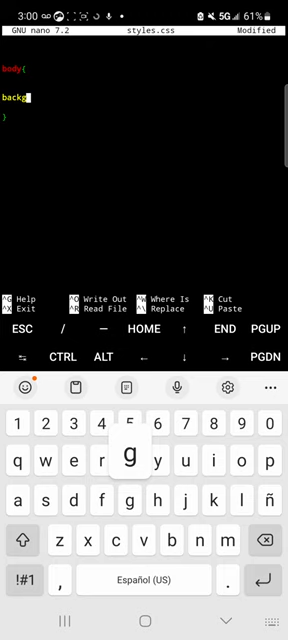 3:00 5G 61%
GNU nano 7.2 styles.css Modified
body{
backg
}
^G Help ^O Write Out ^W Where Is ^K Cut
^X Exit ^R Read File ^\ Replace ^U Paste
ESC / — HOME ↑ END PGUP
⇆ CTRL ALT ← ↓ → PGDN
1 2 3 4 5 6 7 8 9 0
q w e r y u i o p
g
a s d f g h j k l ñ
z x c v b n m
!#1 , Español (US) .